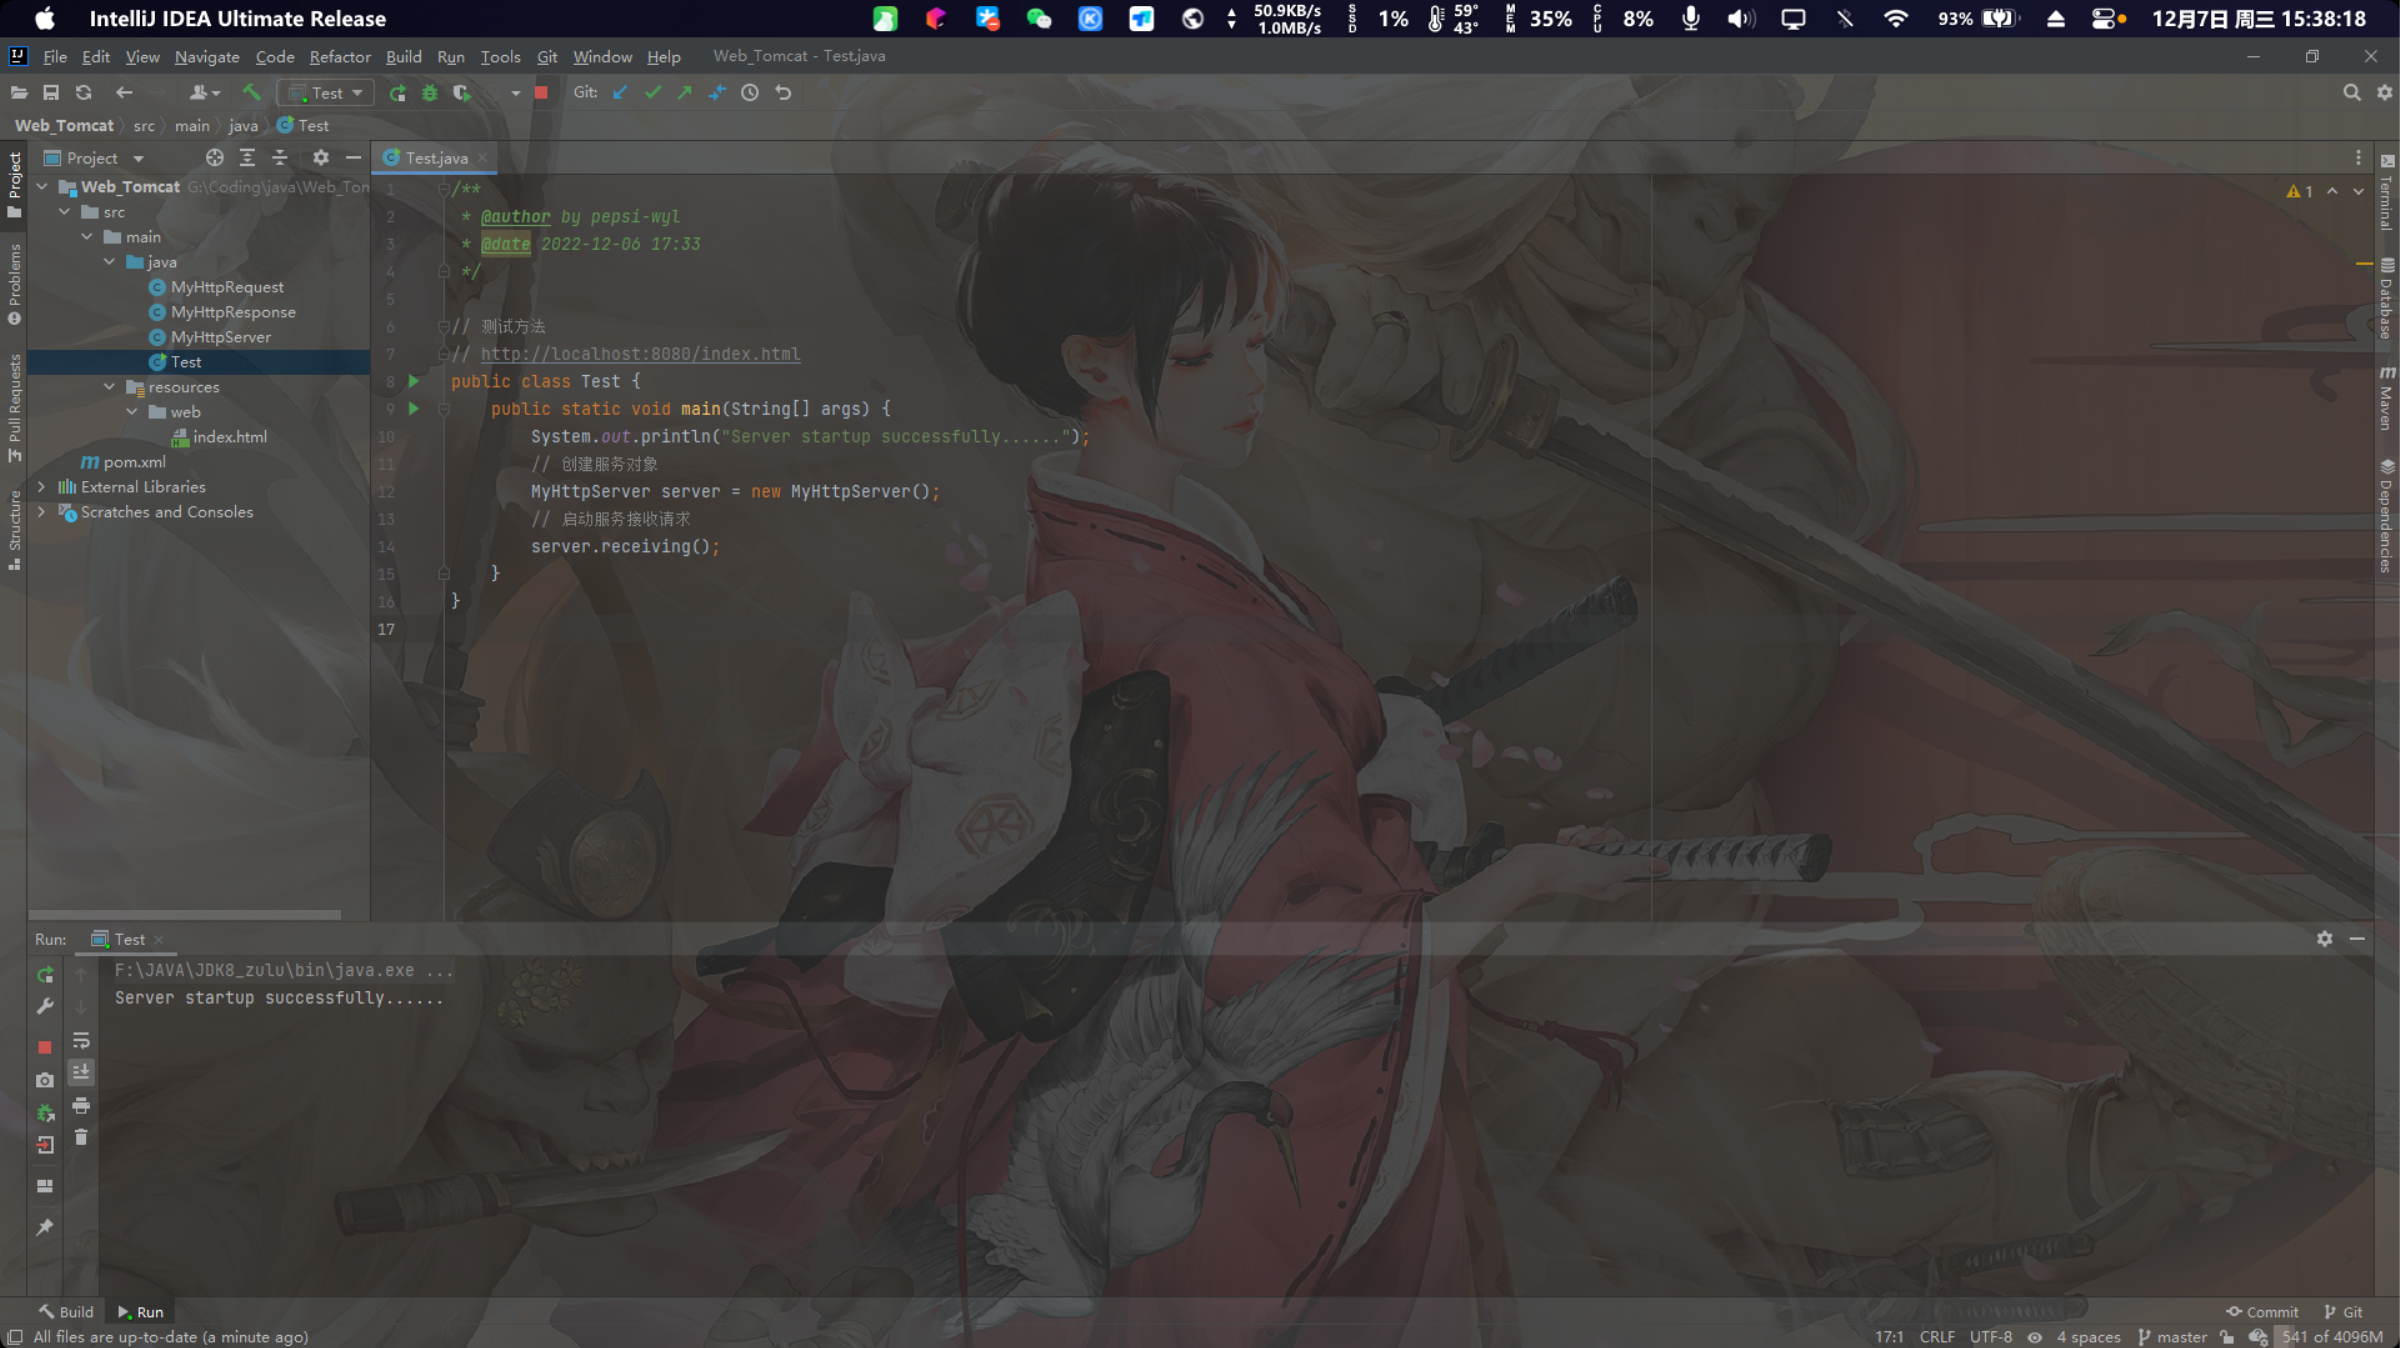 IntelliJ IDEA Ultimate Release
50.9KB/s
1.0MB/s
SSD 1%
59°
43°
MEM 35%
CPU 8%
93%
12月7日 周三 15:38:18
File Edit View Navigate Code Refactor Build Run Tools Git Window Help Web_Tomcat - Test.java
Test Git:
Web_Tomcat src main java Test
Project
Test.java
Web_Tomcat G:\Coding\java\Web_Tom
src
main
java
MyHttpRequest
MyHttpResponse
MyHttpServer
Test
resources
web
index.html
pom.xml
External Libraries
Scratches and Consoles
Project
Problems
Pull Requests
Structure
1 /**
2 * @author by pepsi-wyl
3 * @date 2022-12-06 17:33
4 */
5
6 // 测试方法
7 // http://localhost:8080/index.html
8 public class Test {
9 public static void main(String[] args) {
10 System.out.println("Server startup successfully......");
11 // 创建服务对象
12 MyHttpServer server = new MyHttpServer();
13 // 启动服务接收请求
14 server.receiving();
15 }
16 }
17
1
Terminal
Database
Maven
Dependencies
Run: Test
F:\JAVA\JDK8_zulu\bin\java.exe ...
Server startup successfully......
Build Run
Commit Git
All files are up-to-date (a minute ago)
17:1 CRLF UTF-8 4 spaces master 541 of 4096M